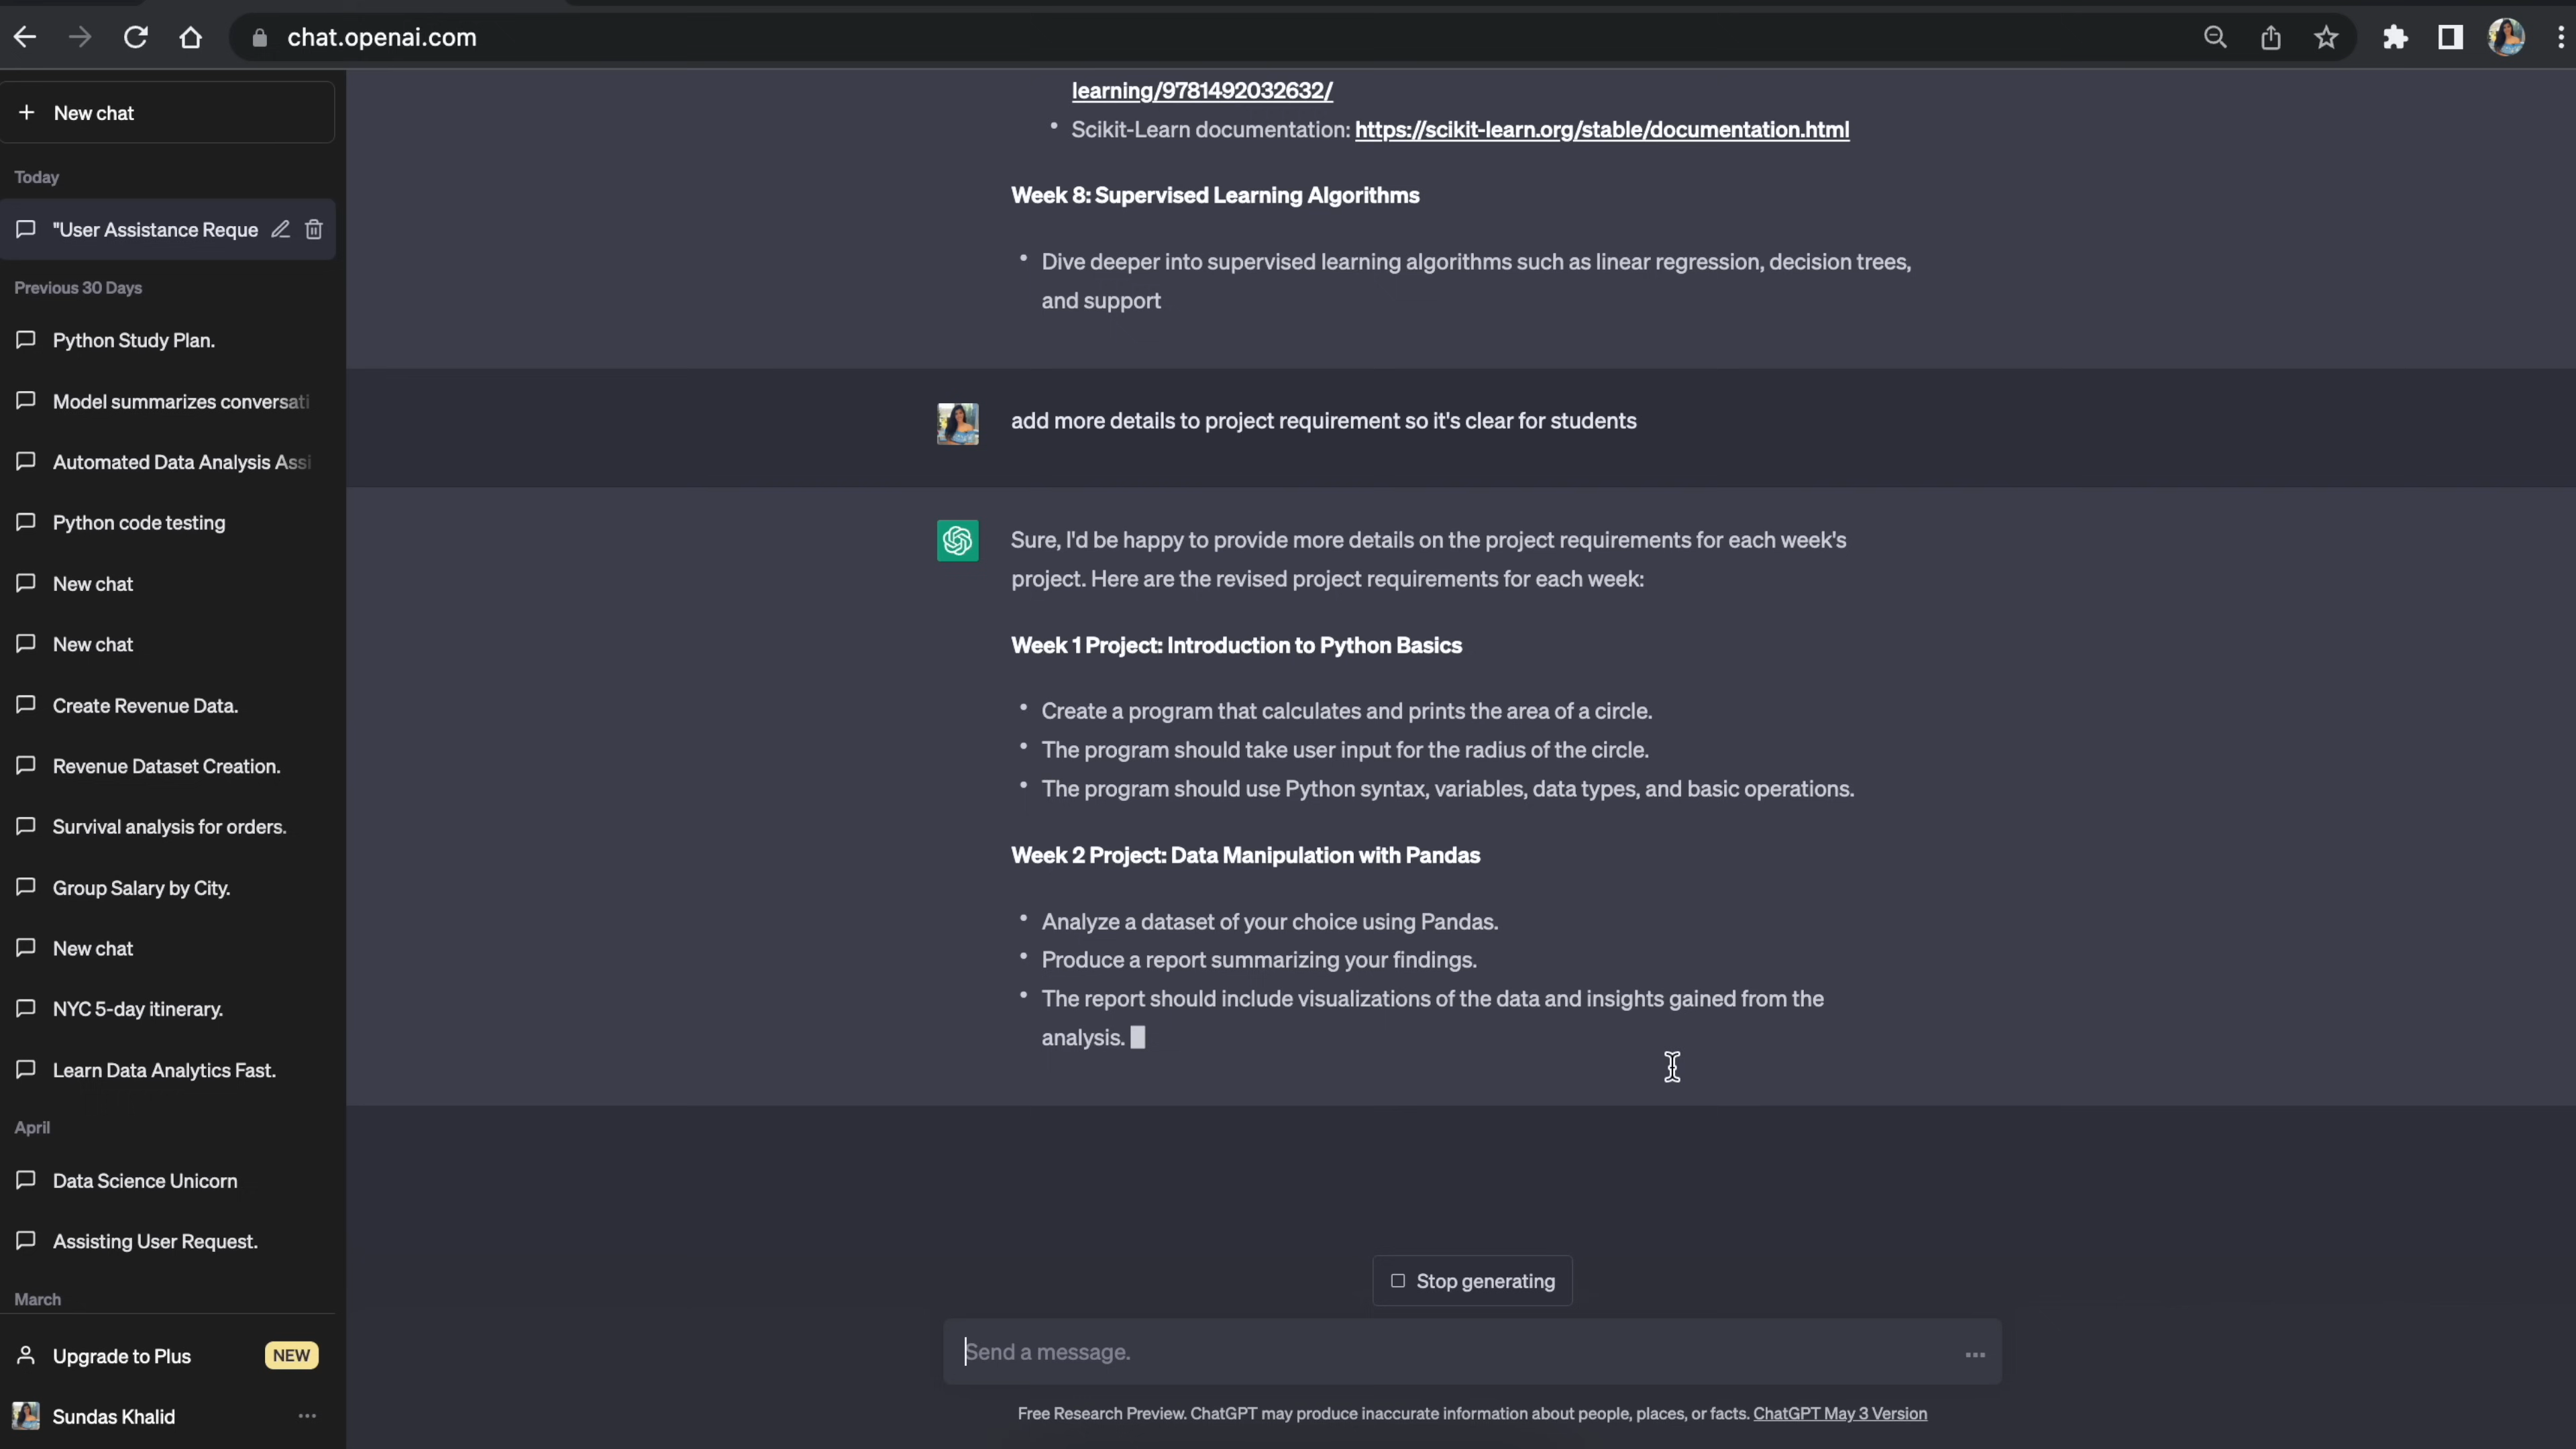 chat.openai.com
New chat
Today
"User Assistance Reque
Previous 30 Days
Python Study Plan.
Model summarizes conversati
Automated Data Analysis Assi
Python code testing
New chat
New chat
Create Revenue Data.
Revenue Dataset Creation.
Survival analysis for orders.
Group Salary by City.
New chat
NYC 5-day itinerary.
Learn Data Analytics Fast.
April
Data Science Unicorn
Assisting User Request.
March
Upgrade to Plus NEW
Sundas Khalid
learning/9781492032632/
• Scikit-Learn documentation: https://scikit-learn.org/stable/documentation.html
Week 8: Supervised Learning Algorithms
• Dive deeper into supervised learning algorithms such as linear regression, decision trees,
and support
add more details to project requirement so it's clear for students
Sure, I'd be happy to provide more details on the project requirements for each week's
project. Here are the revised project requirements for each week:
Week 1 Project: Introduction to Python Basics
• Create a program that calculates and prints the area of a circle.
• The program should take user input for the radius of the circle.
• The program should use Python syntax, variables, data types, and basic operations.
Week 2 Project: Data Manipulation with Pandas
• Analyze a dataset of your choice using Pandas.
• Produce a report summarizing your findings.
• The report should include visualizations of the data and insights gained from the
analysis.
Stop generating
Send a message.
Free Research Preview. ChatGPT may produce inaccurate information about people, places, or facts. ChatGPT May 3 Version